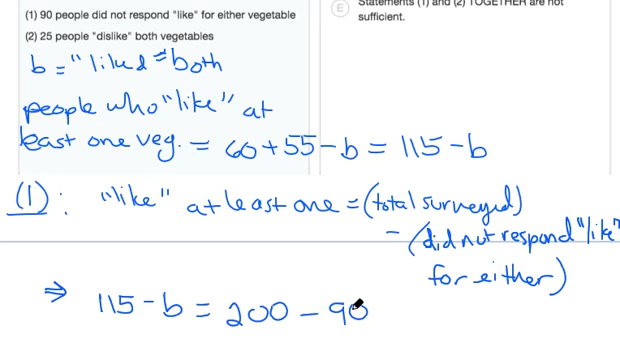 (1) 90 people did not respond "like" for either vegetable
(2) 25 people "dislike" both vegetables
E
Statements (1) and (2) TOGETHER are not
sufficient.
b = "liked" both
people who "like" at
least one veg. = 60 + 55 - b = 115 - b
(1): "like" at least one = (total surveyed)
- (did not respond "like"
for either)
⇒ 115 - b = 200 - 90